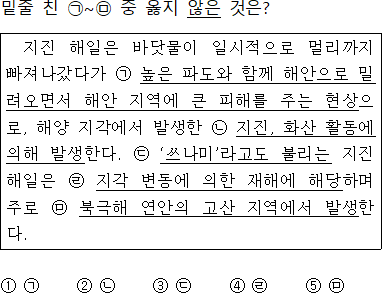 밑줄 친 ㉠~㉤ 중 옳지 않은 것은?
지진 해일은 바닷물이 일시적으로 멀리까지
빠져나갔다가 ㉠ 높은 파도와 함께 해안으로 밀
려오면서 해안 지역에 큰 피해를 주는 현상으
로, 해양 지각에서 발생한 ㉡ 지진, 화산 활동에
의해 발생한다. ㉢ ‘쓰나미’라고도 불리는 지진
해일은 ㉣ 지각 변동에 의한 재해에 해당하며
주로 ㉤ 북극해 연안의 고산 지역에서 발생한
다.
① ㉠ ② ㉡ ③ ㉢ ④ ㉣ ⑤ ㉤